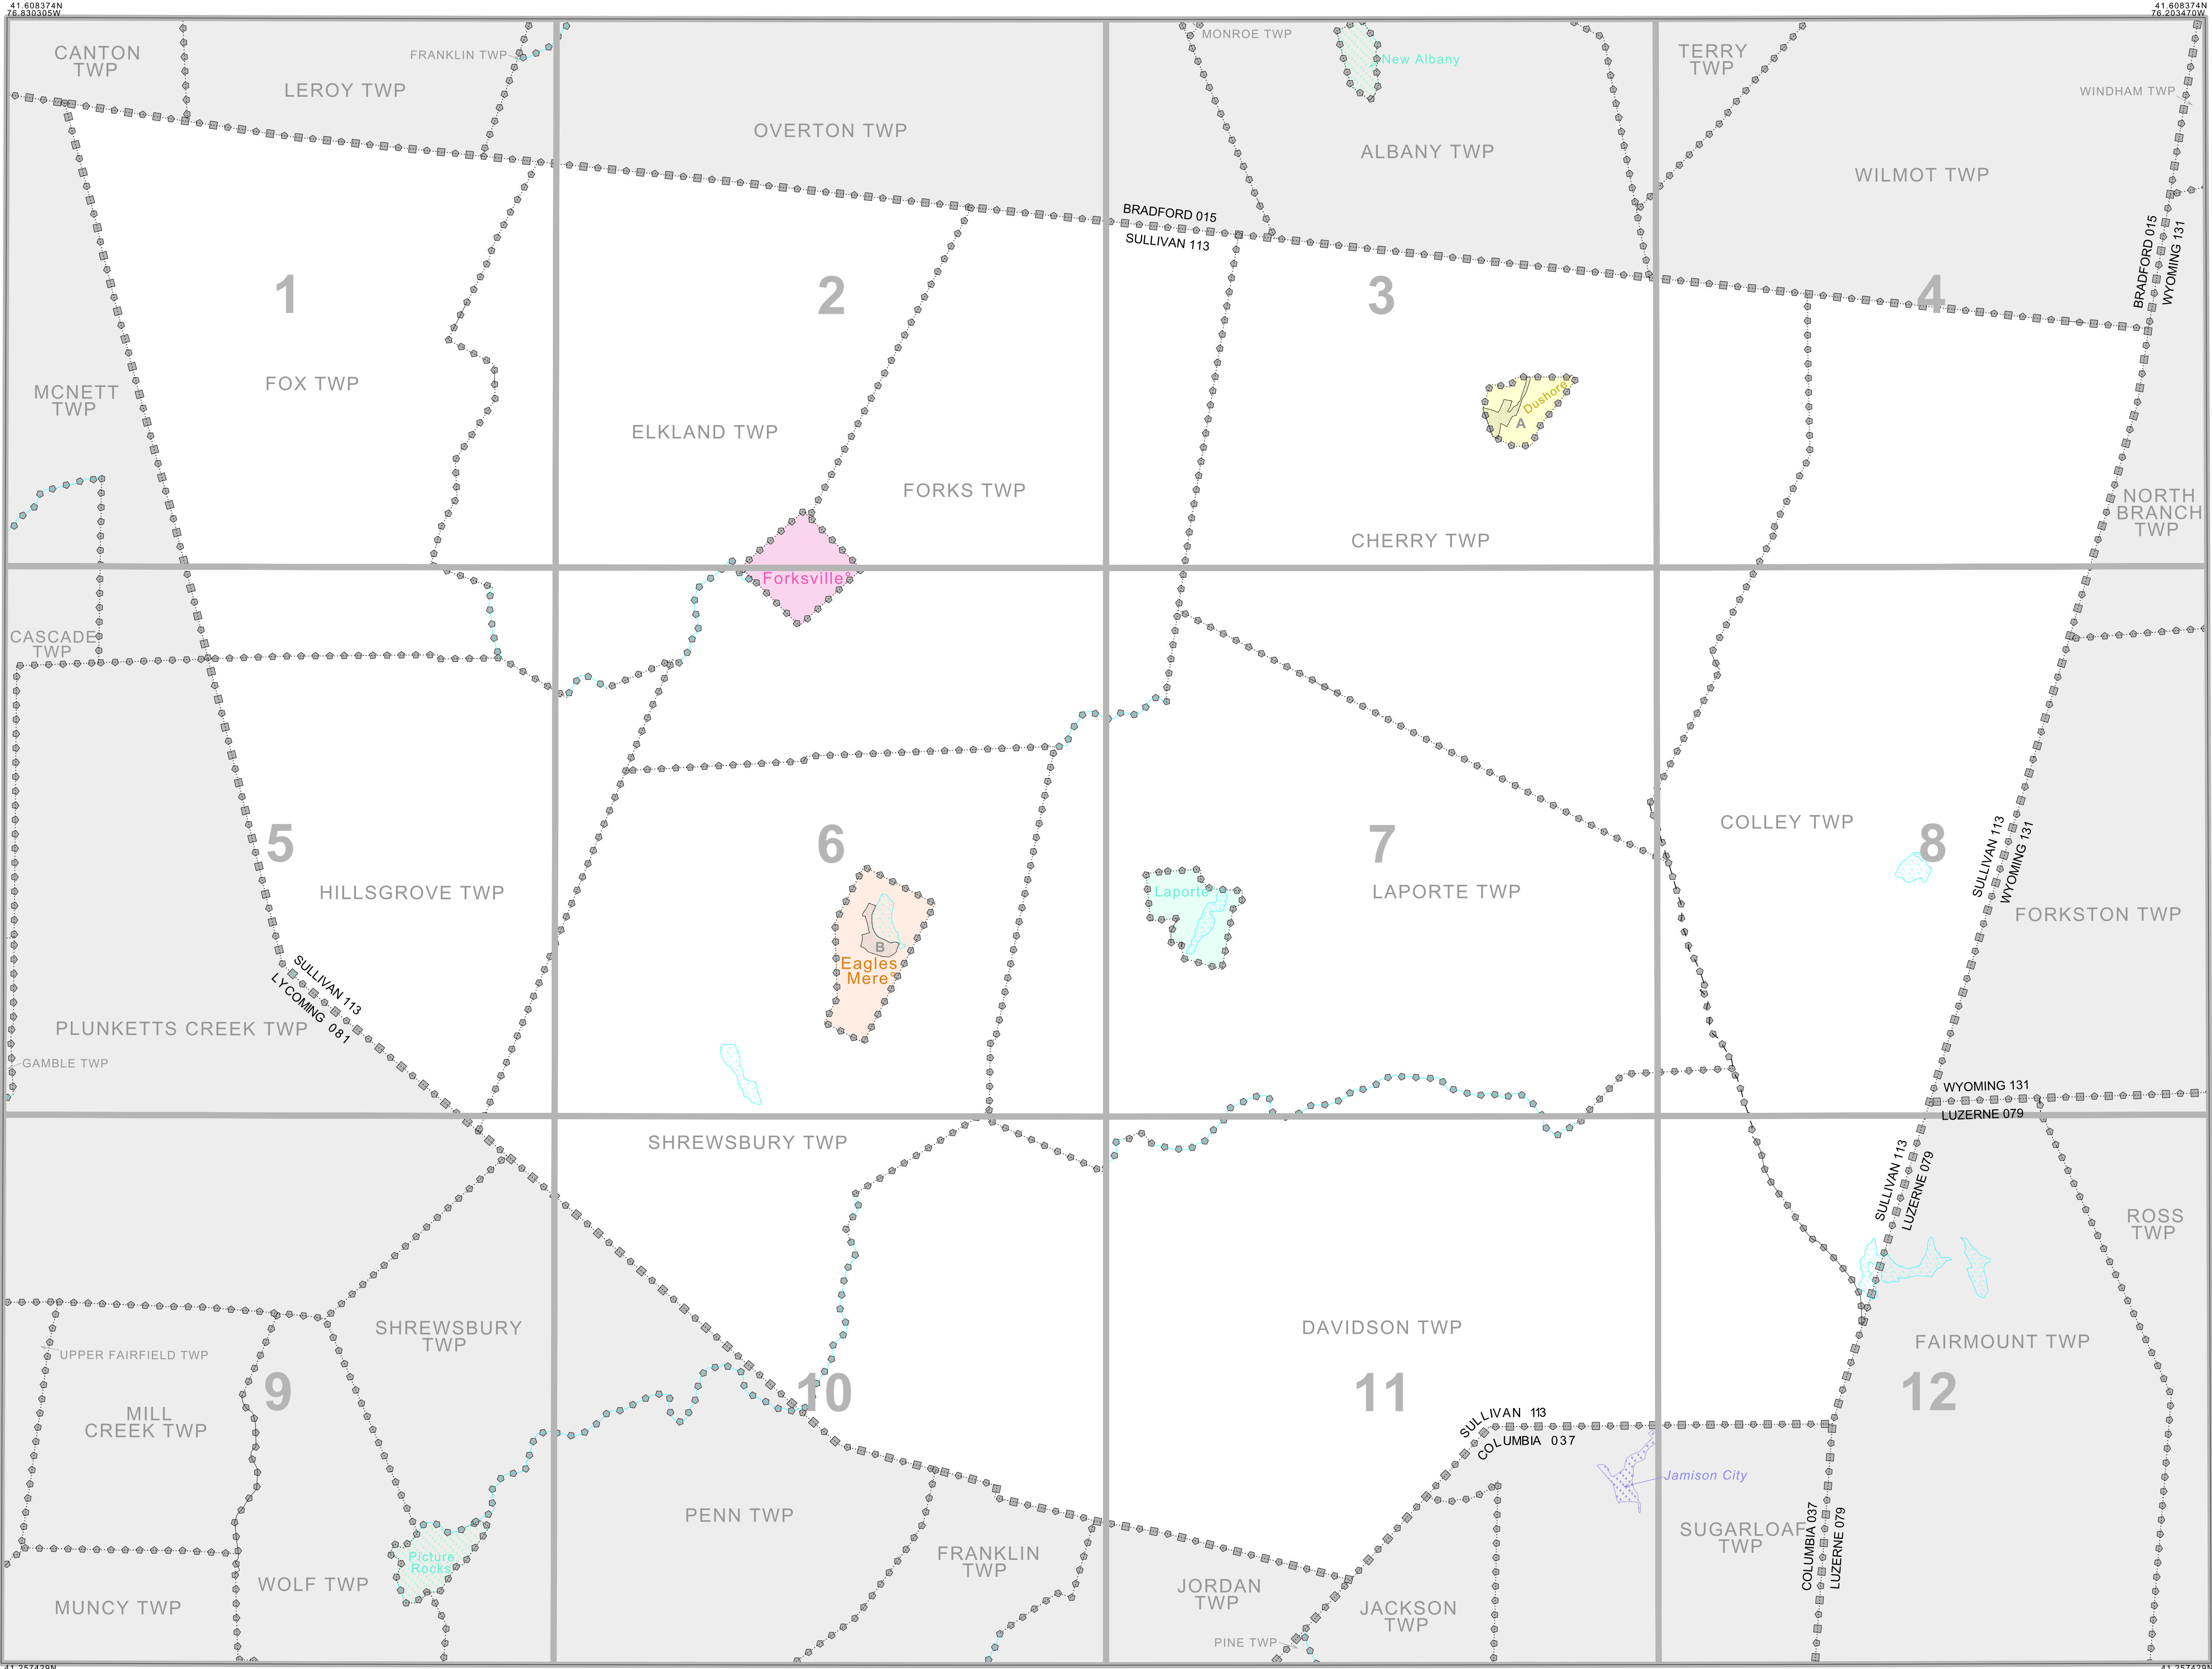 41.608374N
76.830305W
41.608374N
76.203470W
CANTON
TWP
LEROY TWP
FRANKLIN TWP
OVERTON TWP
MONROE TWP
New Albany
ALBANY TWP
TERRY
TWP
WINDHAM TWP
WILMOT TWP
BRADFORD 015
SULLIVAN 113
BRADFORD 015
WYOMING 131
1
2
3
4
FOX TWP
MCNETT
TWP
ELKLAND TWP
FORKS TWP
Dushore
A
CHERRY TWP
NORTH
BRANCH
TWP
Forksville°
CASCADE
TWP
5
6
7
8
HILLSGROVE TWP
COLLEY TWP
LAPORTE TWP
Laporte°
B
Eagles
Mere°
SULLIVAN 113
WYOMING 131
FORKSTON TWP
SULLIVAN 113
LYCOMING 081
PLUNKETTS CREEK TWP
GAMBLE TWP
WYOMING 131
LUZERNE 079
SHREWSBURY TWP
SULLIVAN 113
LUZERNE 079
ROSS
TWP
SHREWSBURY
TWP
UPPER FAIRFIELD TWP
DAVIDSON TWP
FAIRMOUNT TWP
9
10
11
12
MILL
CREEK TWP
SULLIVAN 113
COLUMBIA 037
Jamison City
PENN TWP
SUGARLOAF
TWP
COLUMBIA 037
LUZERNE 079
FRANKLIN
TWP
Picture
Rocks
WOLF TWP
MUNCY TWP
JORDAN
TWP
JACKSON
TWP
PINE TWP
41.257429N
41.257429N